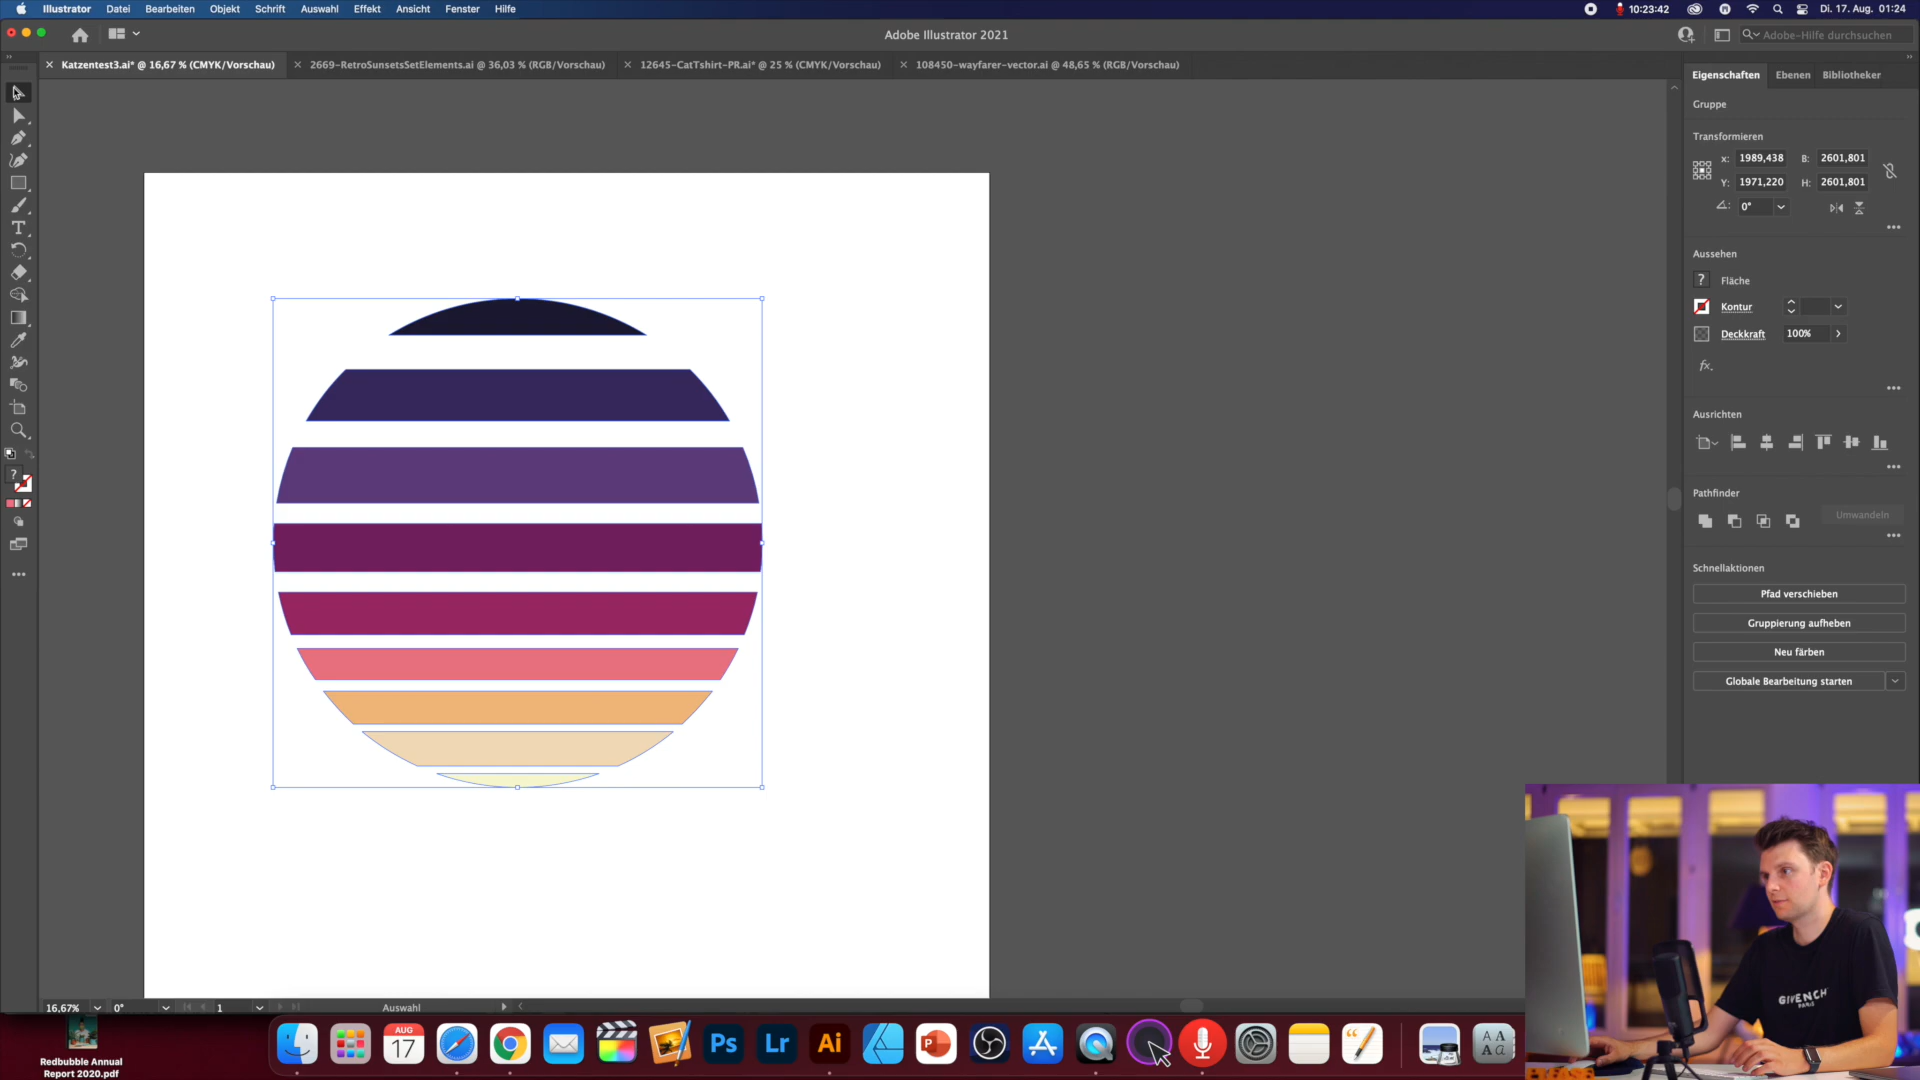 Illustrator Datei Bearbeiten Objekt Schrift Auswahl Effekt Ansicht Fenster Hilfe 10:23:42 Di. 17. Aug. 01:24
Adobe Illustrator 2021 Adobe-Hilfe durchsuchen
Katzentest3.ai* @ 16,67 % (CMYK/Vorschau) 2669-RetroSunsetsSetElements.ai @ 36,03 % (RGB/Vorschau) 12645-CatTshirt-PR.ai* @ 25 % (CMYK/Vorschau) 108450-wayfarer-vector.ai @ 48,65 % (RGB/Vorschau)
Eigenschaften Ebenen Bibliotheker
Gruppe
Transformieren
X: 1989,438 B: 2601,801
Y: 1971,220 H: 2601,801
0°
Aussehen
? Fläche
Kontur
Deckkraft 100%
fx.
Ausrichten
Pathfinder
Umwandeln
Schnellaktionen
Pfad verschieben
Gruppierung aufheben
Neu färben
Globale Bearbeitung starten
16,67% 0° 1 Auswahl
AUG
17
Ps Lr Ai
Redbubble Annual
Report 2020.pdf
GIVENCHY
PARIS